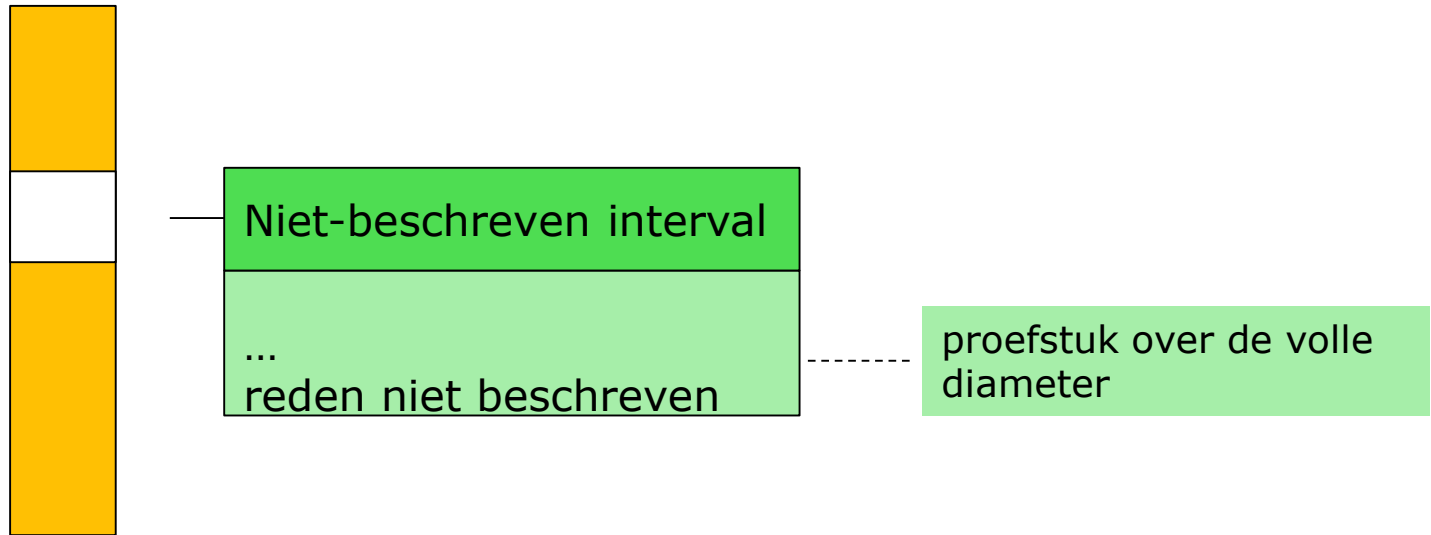 Niet-beschreven interval
...
reden niet beschreven
proefstuk over de volle
diameter